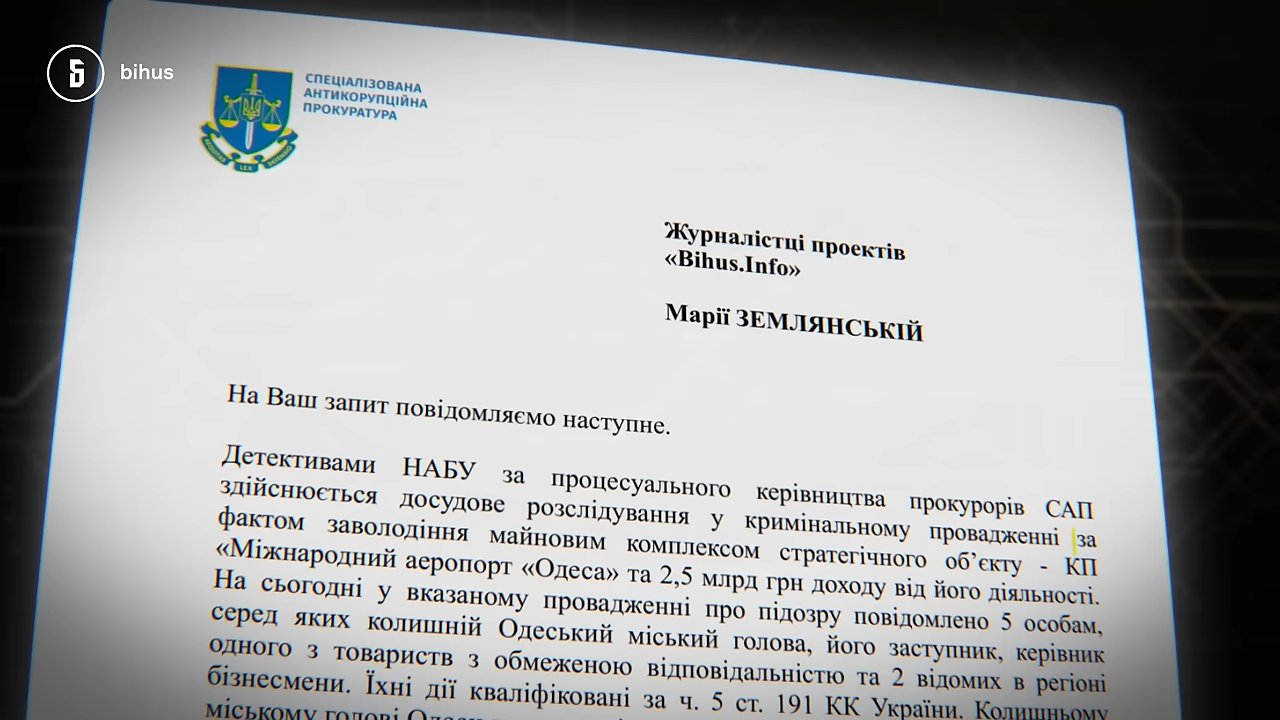 Б bihus
СПЕЦІАЛІЗОВАНА
АНТИКОРУПЦІЙНА
ПРОКУРАТУРА
LEX
Журналістці проектів
«Bihus.Info»
Марії ЗЕМЛЯНСЬКІЙ
На Ваш запит повідомляємо наступне.
Детективами НАБУ за процесуального керівництва прокурорів САП
здійснюється досудове розслідування у кримінальному провадженні за
фактом заволодіння майновим комплексом стратегічного об’єкту - КП
«Міжнародний аеропорт «Одеса» та 2,5 млрд грн доходу від його діяльності.
На сьогодні у вказаному провадженні про підозру повідомлено 5 особам,
серед яких колишній Одеський міський голова, його заступник, керівник
одного з товариств з обмеженою відповідальністю та 2 відомих в регіоні
бізнесмени. Їхні дії кваліфіковані за ч. 5 ст. 191 КК України. Колишньому
міському голові Одеси